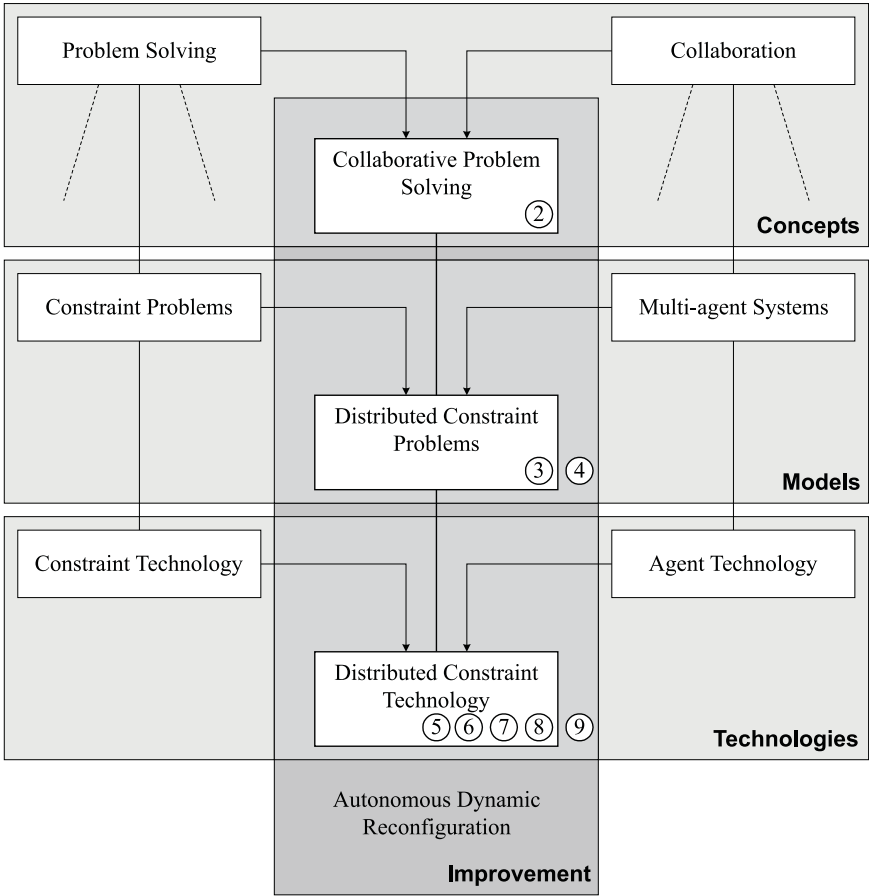 Problem Solving
Collaboration
Collaborative Problem
Solving
2
Concepts
Constraint Problems
Multi-agent Systems
Distributed Constraint
Problems
3 4
Models
Constraint Technology
Agent Technology
Distributed Constraint
Technology
5 6 7 8 9
Technologies
Autonomous Dynamic
Reconfiguration
Improvement